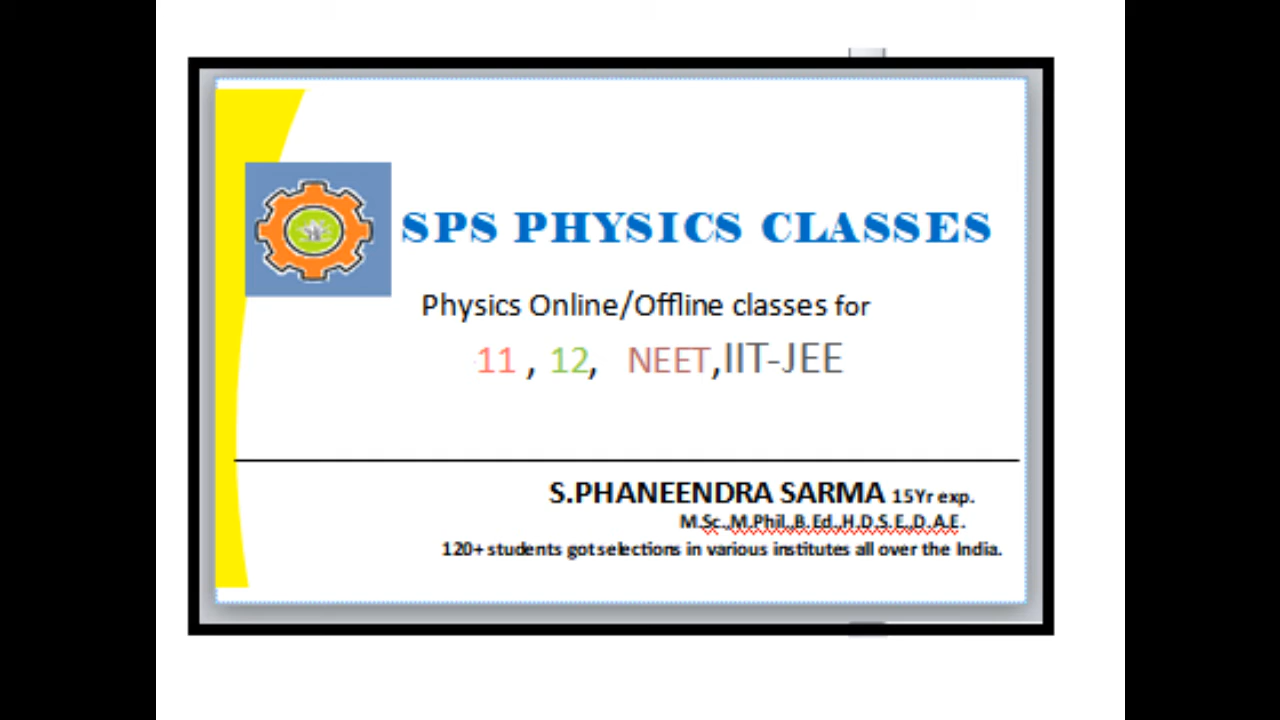 SPS PHYSICS CLASSES
Physics Online/Offline classes for
11 , 12, NEET,IIT-JEE
S.PHANEENDRA SARMA 15Yr exp.
M.Sc.,M.Phil.,B.Ed.,H.D.S.E.,D.A.E.
120+ students got selections in various institutes all over the India.